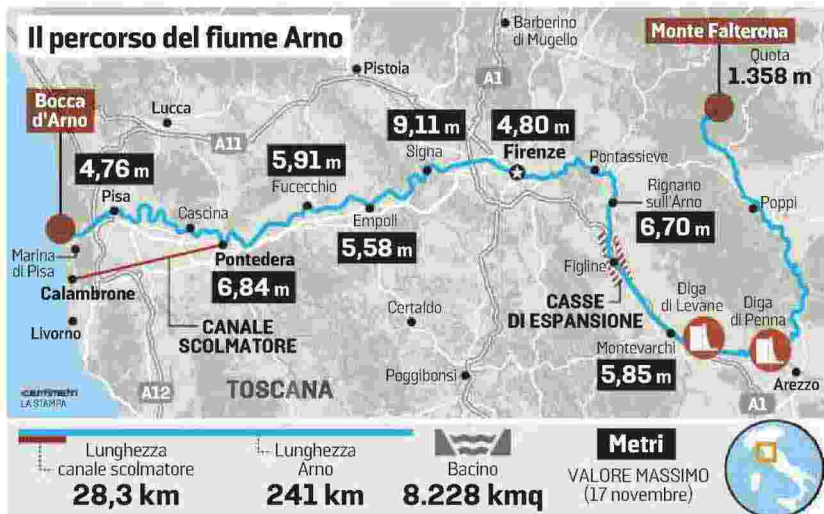 Il percorso del fiume Arno
Barberino
di Mugello
Monte Falterona
Quota
1.358 m
Pistoia
A1
Bocca
d'Arno
Lucca
A11
9,11 m
4,80 m
Signa
Firenze
Pontassieve
4,76 m
Pisa
5,91 m
Fucecchio
Rignano
sull'Arno
6,70 m
Poppi
Cascina
Empoli
5,58 m
Marina
di Pisa
Pontedera
6,84 m
Figline
Calambrone
CASSE
DI ESPANSIONE
Diga
di Levane
Diga
di Penna
Livorno
CANALE
SCOLMATORE
Certaldo
Montevarchi
5,85 m
Poggibonsi
Arezzo
A12
TOSCANA
A1
centimetri
LA STAMPA
Lunghezza
canale scolmatore
28,3 km
Lunghezza
Arno
241 km
Bacino
8.228 kmq
Metri
VALORE MASSIMO
(17 novembre)